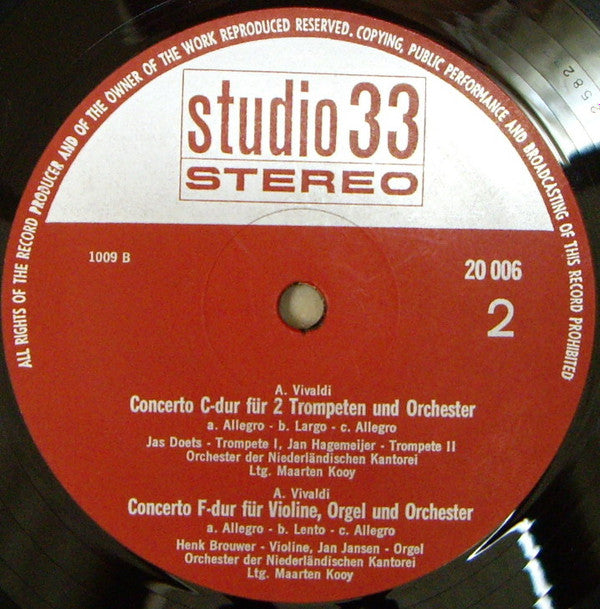 ALL RIGHTS OF THE RECORD PRODUCER AND OF THE OWNER OF THE WORK REPRODUCED RESERVED. COPYING, PUBLIC PERFORMANCE AND BROADCASTING OF THIS RECORD PROHIBITED
studio 33
STEREO
1009 B
20 006
2
A. Vivaldi
Concerto C-dur für 2 Trompeten und Orchester
a. Allegro - b. Largo - c. Allegro
Jas Doets - Trompete I, Jan Hagemeijer - Trompete II
Orchester der Niederländischen Kantorei
Ltg. Maarten Kooy
A. Vivaldi
Concerto F-dur für Violine, Orgel und Orchester
a. Allegro - b. Lento - c. Allegro
Henk Brouwer - Violine, Jan Jansen - Orgel
Orchester der Niederländischen Kantorei
Ltg. Maarten Kooy